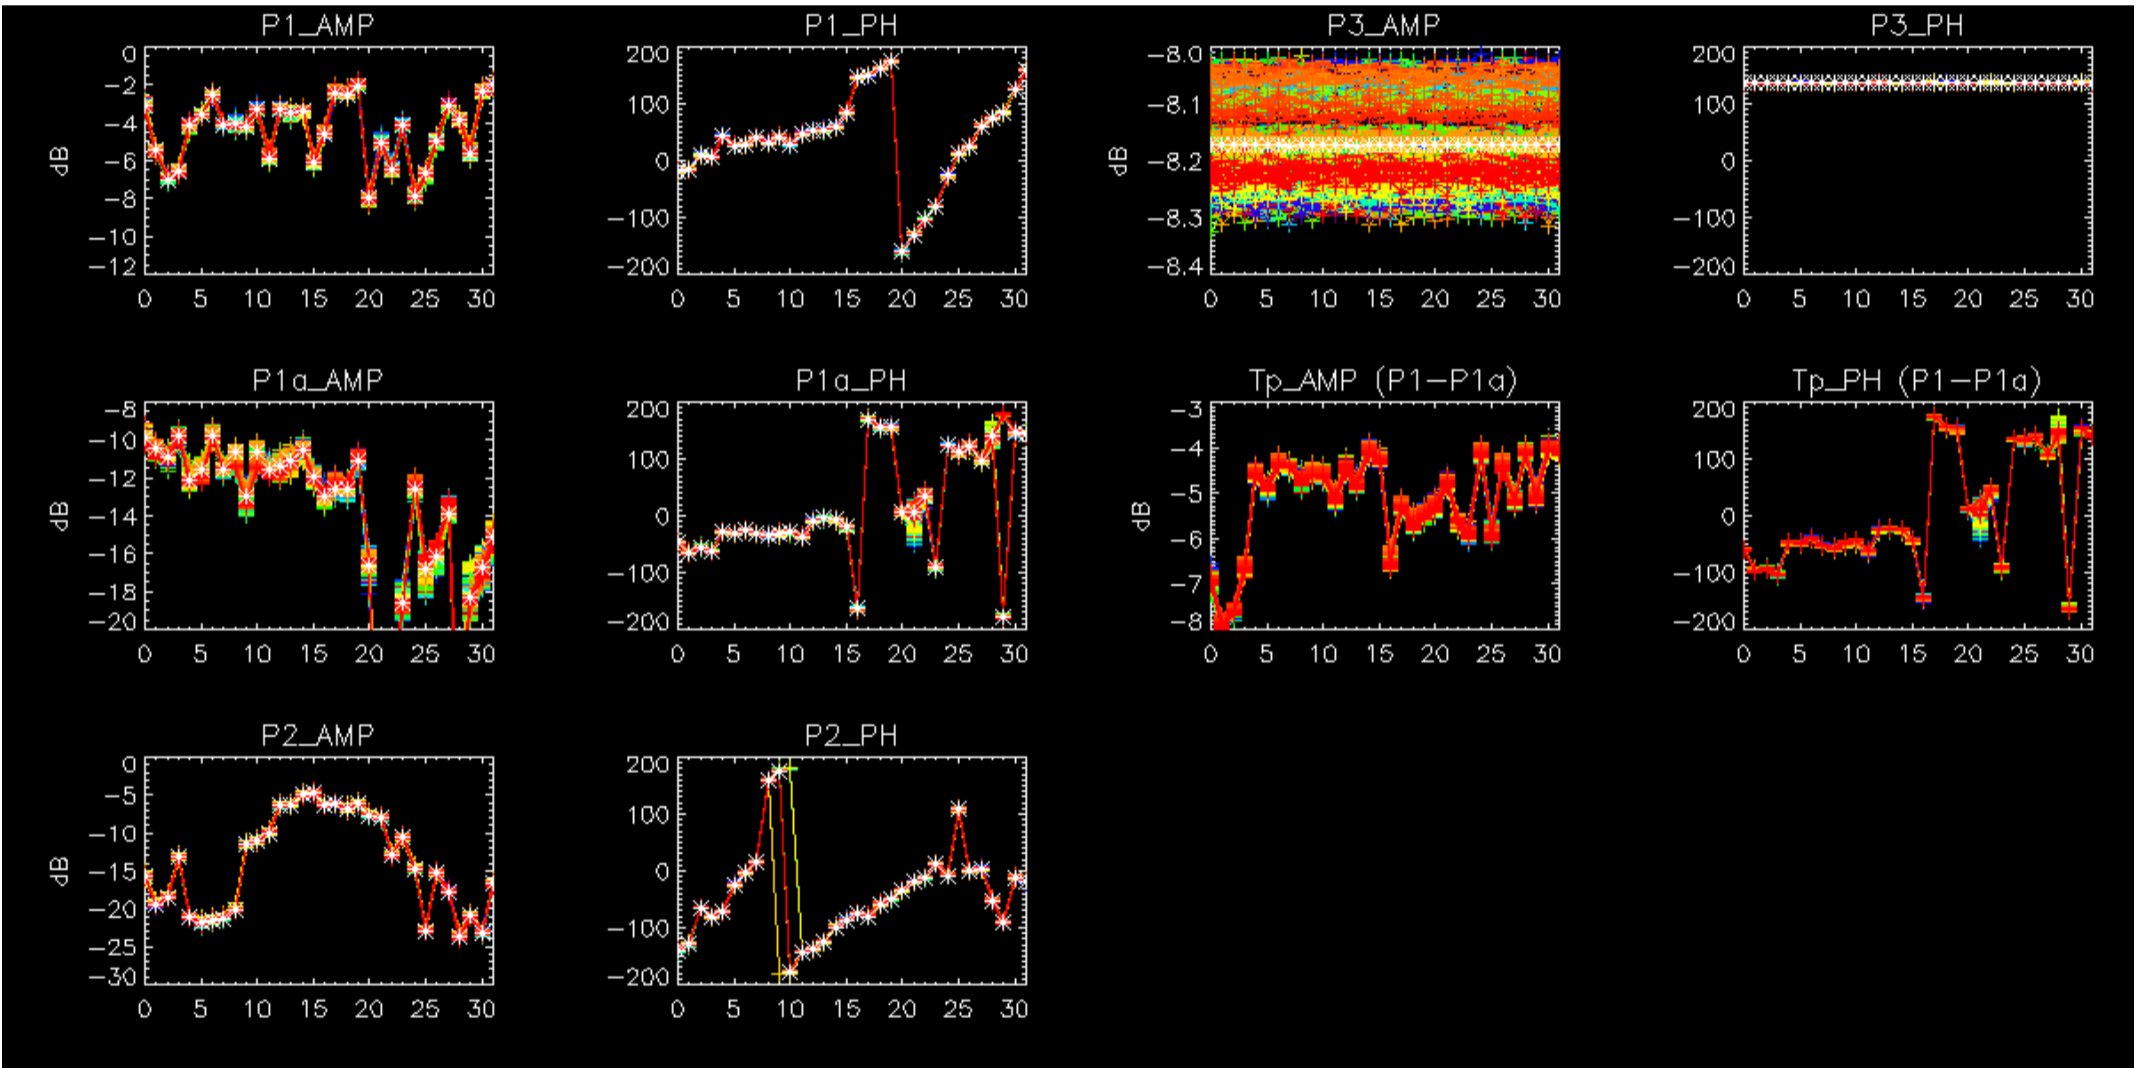 P1_AMP
dB
0
−2
−4
−6
−8
−10
−12
0 5 10 15 20 25 30
P1_PH
200
100
0
−100
−200
0 5 10 15 20 25 30
P3_AMP
dB
−8.0
−8.1
−8.2
−8.3
−8.4
0 5 10 15 20 25 30
P3_PH
200
100
0
−100
−200
0 5 10 15 20 25 30
P1a_AMP
dB
−8
−10
−12
−14
−16
−18
−20
0 5 10 15 20 25 30
P1a_PH
200
100
0
−100
−200
0 5 10 15 20 25 30
Tp_AMP (P1−P1a)
dB
−3
−4
−5
−6
−7
−8
0 5 10 15 20 25 30
Tp_PH (P1−P1a)
200
100
0
−100
−200
0 5 10 15 20 25 30
P2_AMP
dB
0
−5
−10
−15
−20
−25
−30
0 5 10 15 20 25 30
P2_PH
200
100
0
−100
−200
0 5 10 15 20 25 30